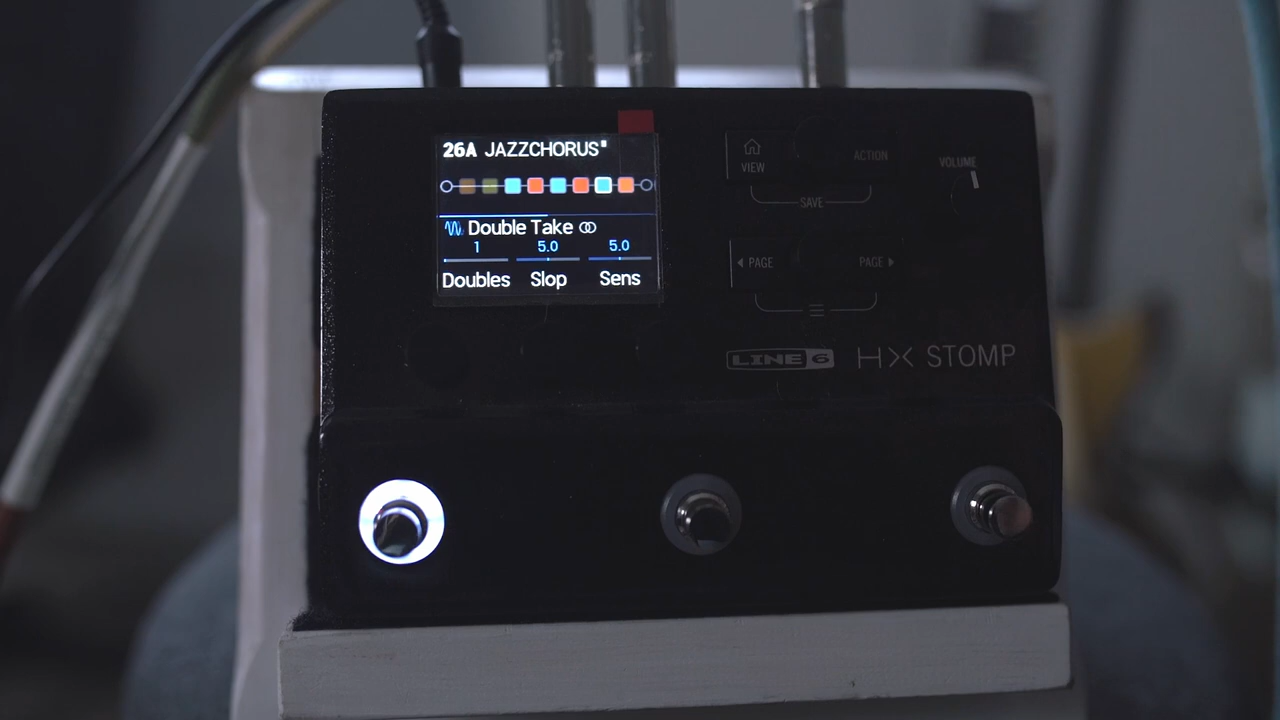 26A JAZZCHORUS
Double Take
1 5.0 5.0
Doubles Slop Sens
VIEW ACTION
SAVE
VOLUME
PAGE PAGE
LINE 6 HX STOMP